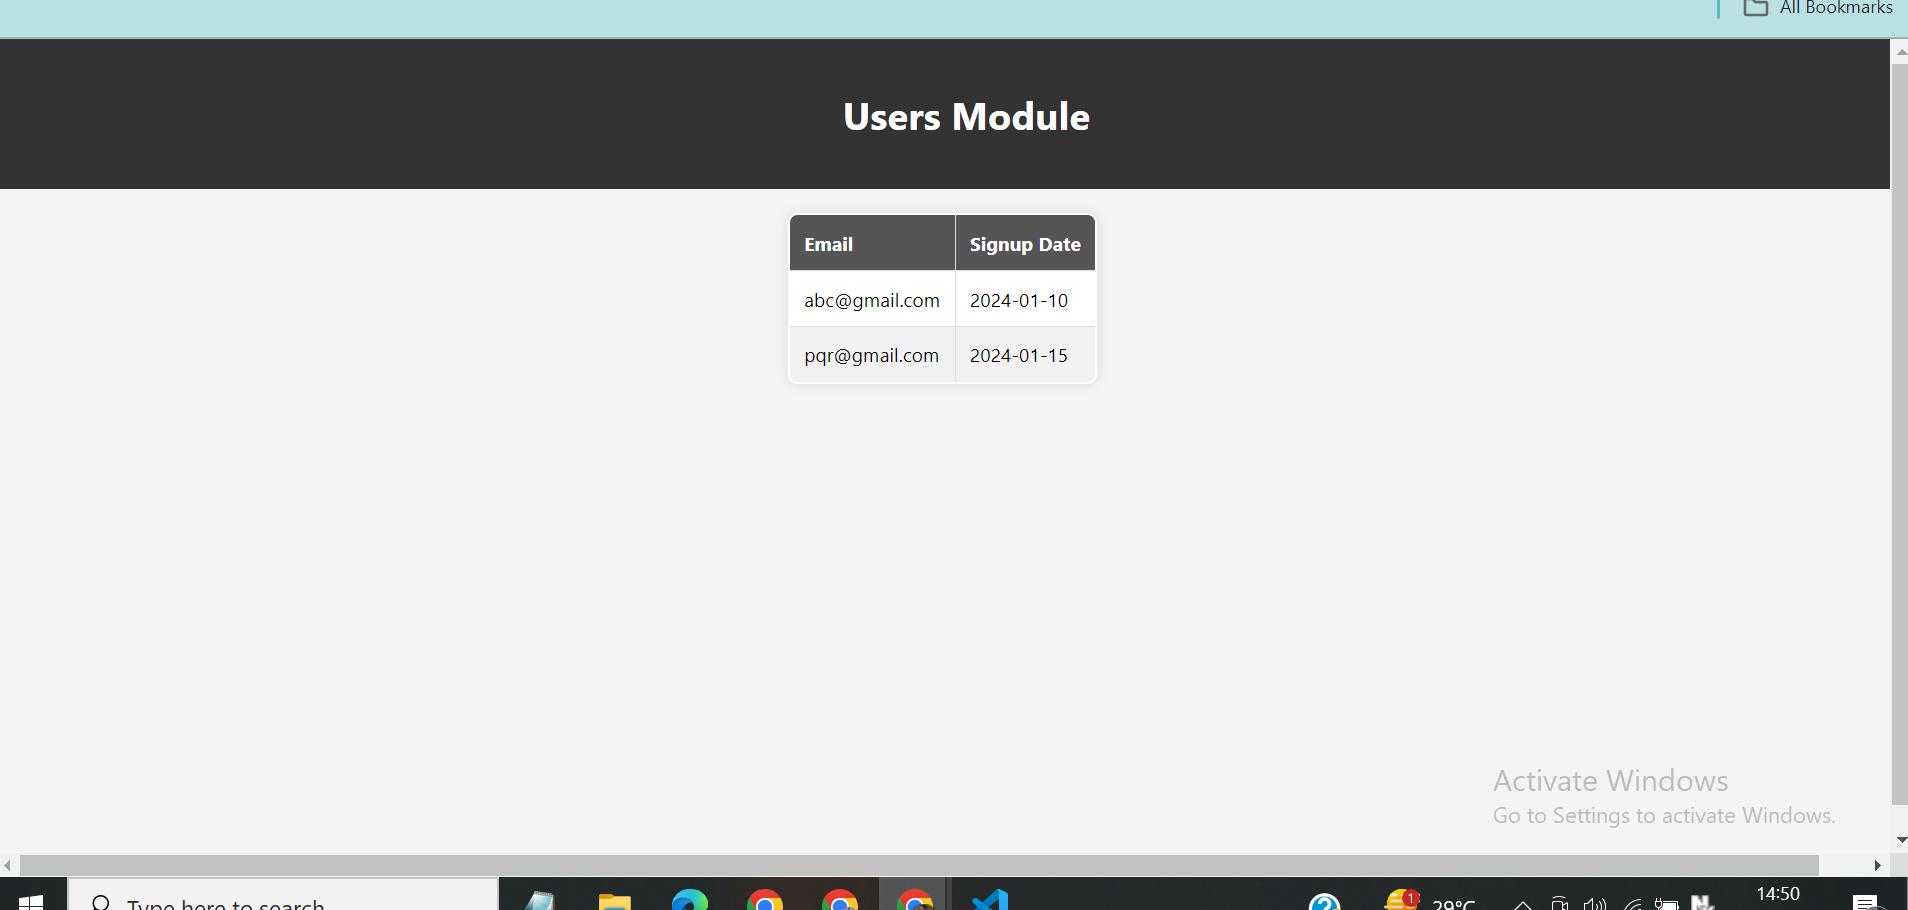 All Bookmarks
Users Module
Email Signup Date
abc@gmail.com 2024-01-10
pqr@gmail.com 2024-01-15
Activate Windows
Go to Settings to activate Windows.
Type here to search
1
29°C
14:50